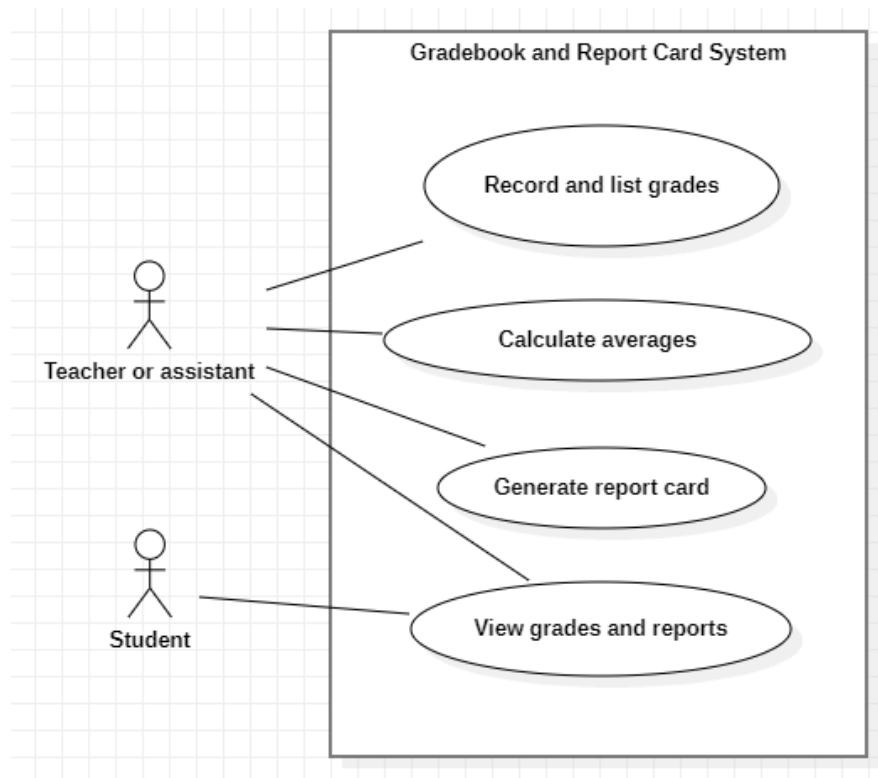 Gradebook and Report Card System
Record and list grades
Calculate averages
Teacher or assistant
Generate report card
View grades and reports
Student